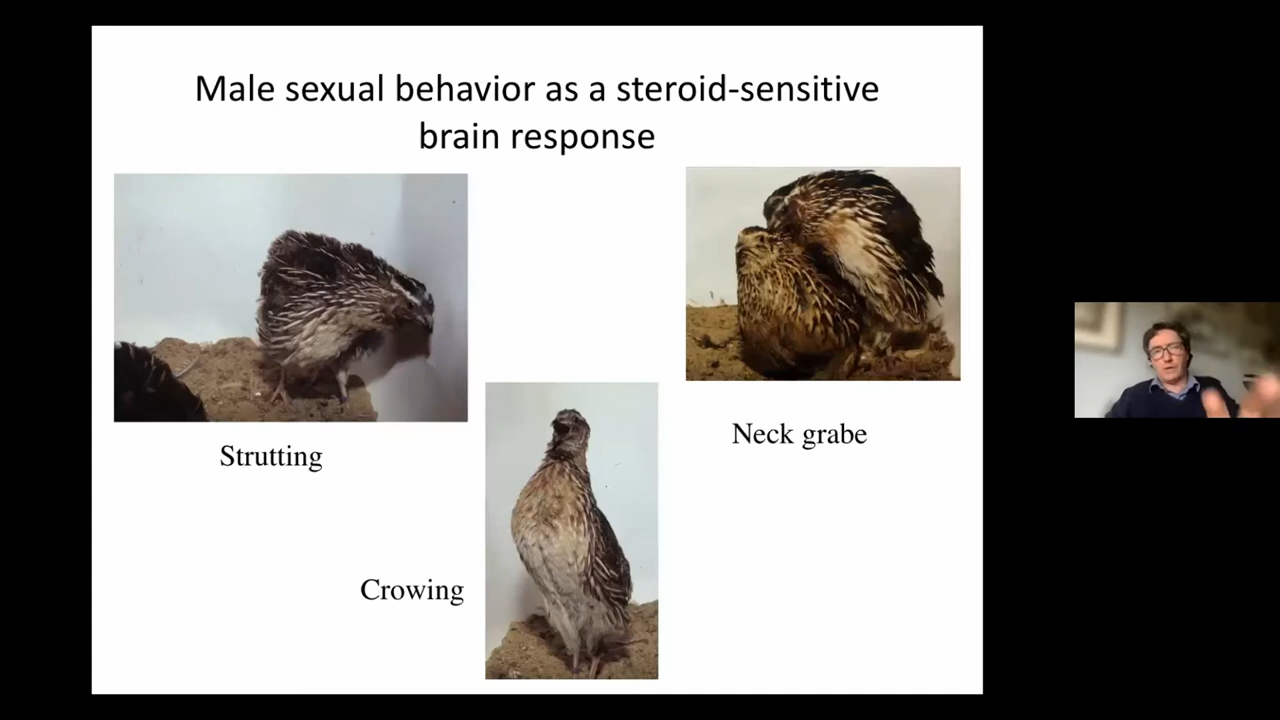 Male sexual behavior as a steroid-sensitive
brain response
Strutting
Neck grabe
Crowing